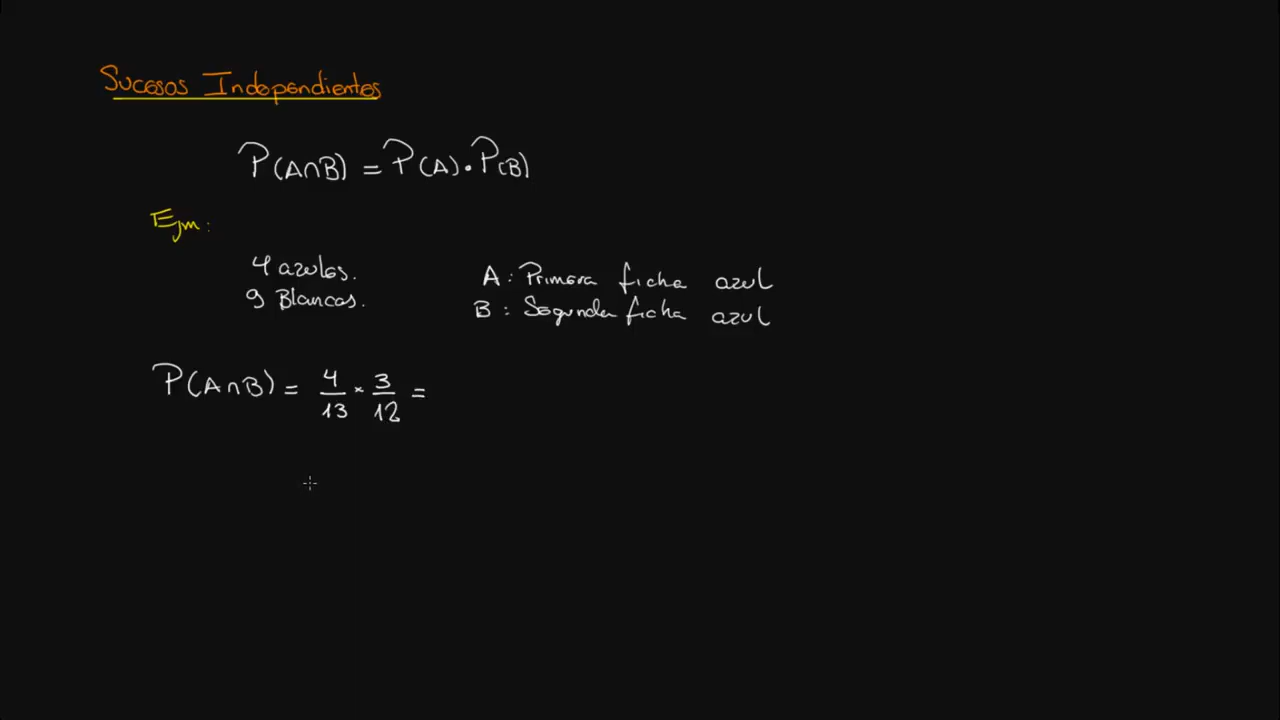 Sucesos Independientes
P(A∩B) = P(A) · P(B)
Ejm:
4 azules.
9 Blancas.
A : Primera ficha azul
B : Segunda ficha azul
P(A∩B) = 4/13 × 3/12 =